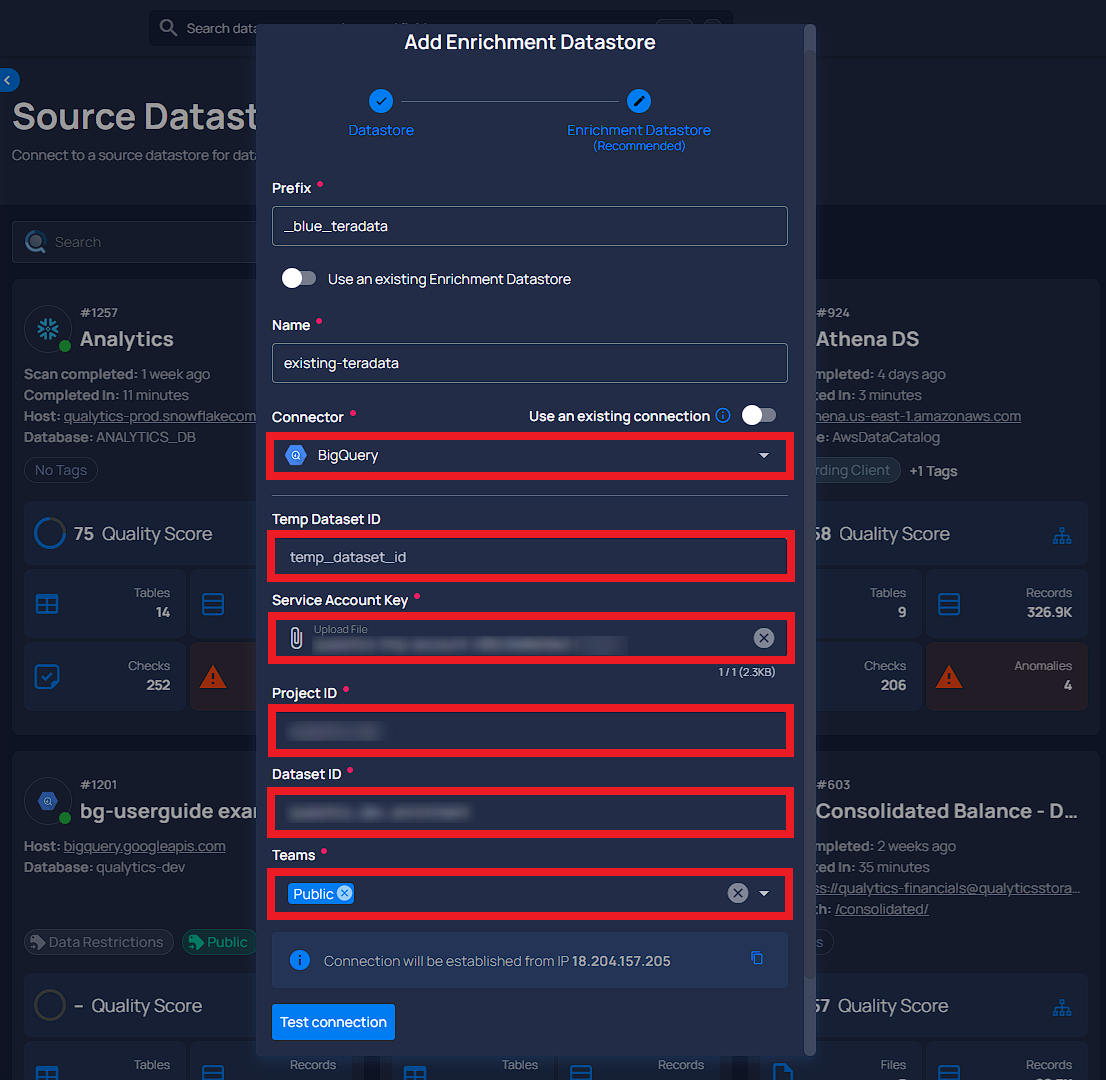 Search data
Add Enrichment Datastore
Datastore
Enrichment Datastore
(Recommended)
Source Datast
Connect to a source datastore for dat
Search
Prefix
_blue_teradata
Use an existing Enrichment Datastore
Name
existing-teradata
Connector
Use an existing connection
BigQuery
Temp Dataset ID
temp_dataset_id
Service Account Key
Upload File
1 / 1 (2.3KB)
Project ID
Dataset ID
Teams
Public
Connection will be established from IP 18.204.157.205
Test connection
#1257
Analytics
Scan completed: 1 week ago
Completed In: 11 minutes
Host: qualytics-prod.snowflakecom
Database: ANALYTICS_DB
No Tags
75 Quality Score
Tables
14
Checks
252
#924
Athena DS
mpleted: 4 days ago
ed In: 3 minutes
hena.us-east-1.amazonaws.com
e: AwsDataCatalog
rding Client
+1 Tags
58 Quality Score
Tables
9
Records
326.9K
Checks
206
Anomalies
4
#1201
bg-userguide exa
Host: bigquery.googleapis.com
Database: qualytics-dev
Data Restrictions
Public
– Quality Score
Tables
Records
Tables
Records
#603
Consolidated Balance - D...
mpleted: 2 weeks ago
ed In: 35 minutes
ss://qualytics-financials@qualyticsstora...
th: /consolidated/
s
57 Quality Score
Files
Records